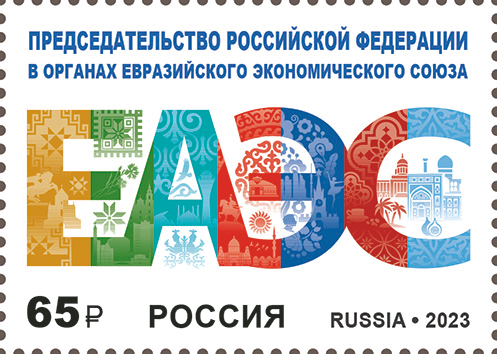 ПРЕДСЕДАТЕЛЬСТВО РОССИЙСКОЙ ФЕДЕРАЦИИ
В ОРГАНАХ ЕВРАЗИЙСКОГО ЭКОНОМИЧЕСКОГО СОЮЗА
ЕАЭС
65₽ РОССИЯ RUSSIA • 2023